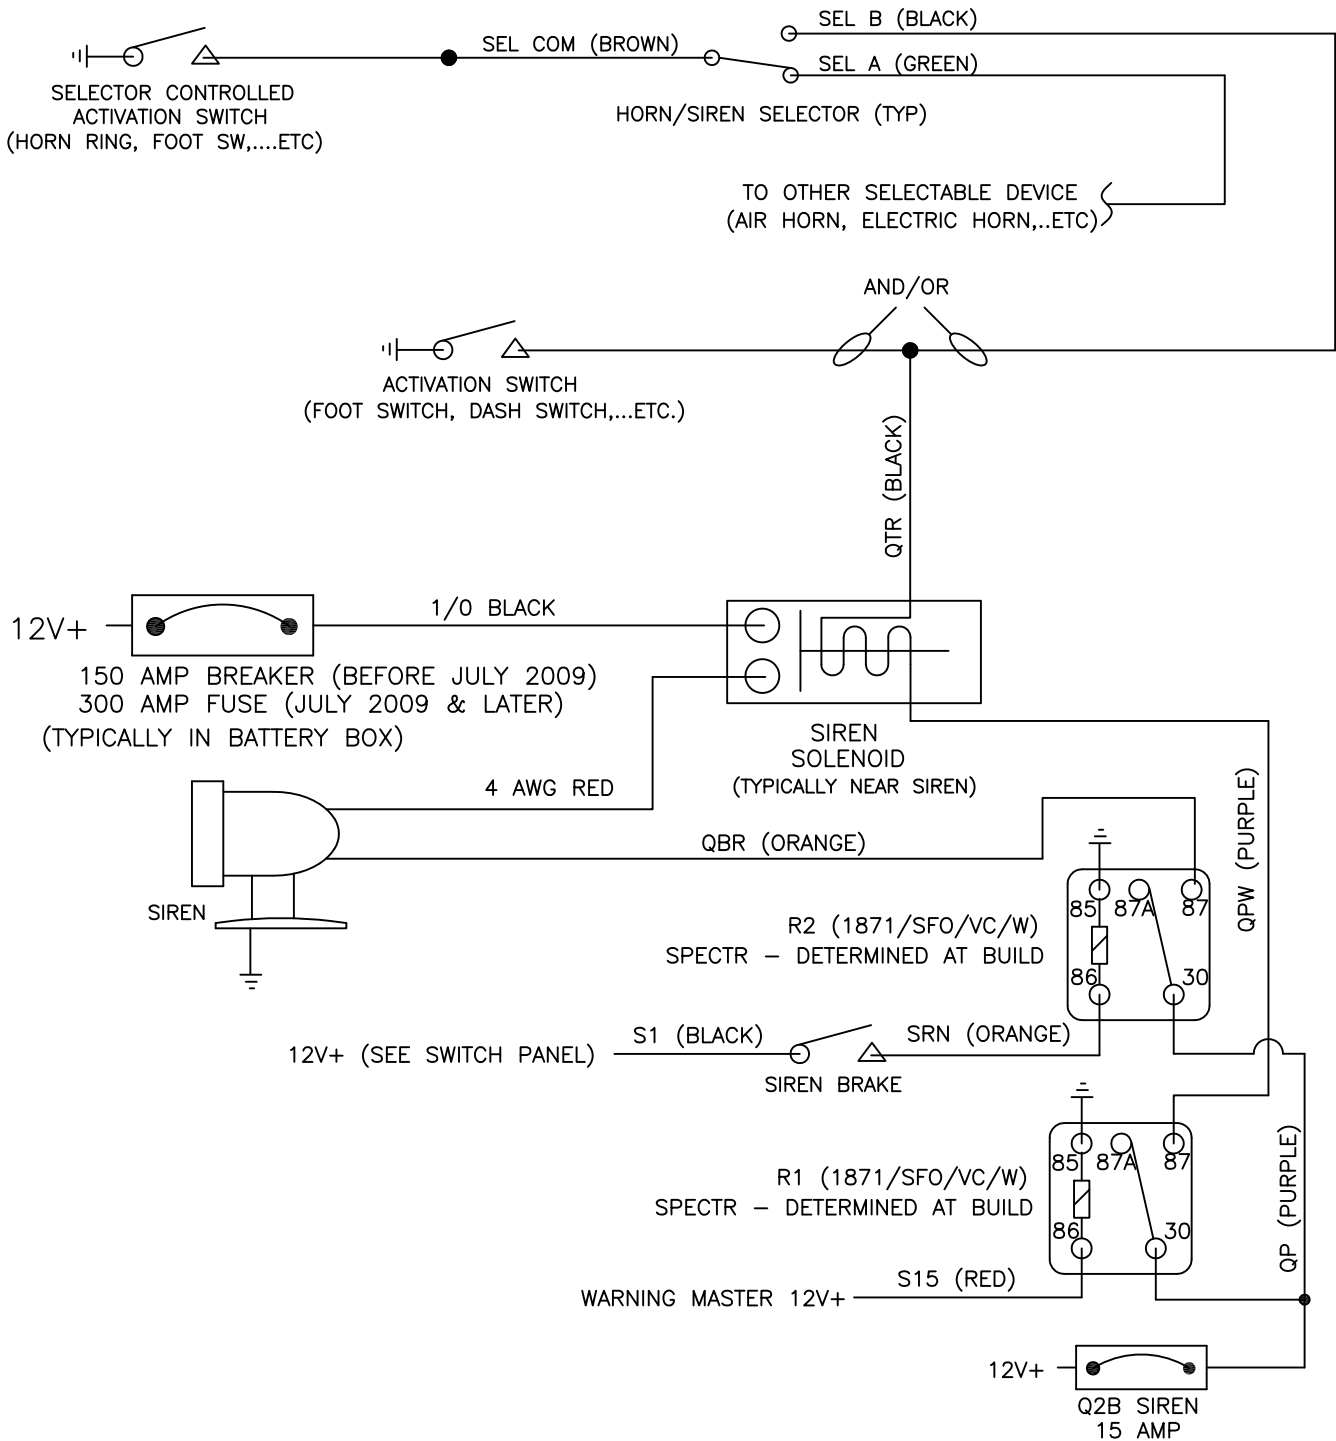 SEL B (BLACK)
SEL COM (BROWN)
SEL A (GREEN)
SELECTOR CONTROLLED
ACTIVATION SWITCH
(HORN RING, FOOT SW,....ETC)
HORN/SIREN SELECTOR (TYP)
TO OTHER SELECTABLE DEVICE
(AIR HORN, ELECTRIC HORN,..ETC)
AND/OR
ACTIVATION SWITCH
(FOOT SWITCH, DASH SWITCH,...ETC.)
QTR (BLACK)
12V+
1/0 BLACK
150 AMP BREAKER (BEFORE JULY 2009)
300 AMP FUSE (JULY 2009 & LATER)
(TYPICALLY IN BATTERY BOX)
SIREN
SOLENOID
(TYPICALLY NEAR SIREN)
4 AWG RED
QBR (ORANGE)
QPW (PURPLE)
SIREN
85
87A
87
R2 (1871/SFO/VC/W)
SPECTR - DETERMINED AT BUILD
86
30
12V+ (SEE SWITCH PANEL)
S1 (BLACK)
SRN (ORANGE)
SIREN BRAKE
QP (PURPLE)
85
87A
87
R1 (1871/SFO/VC/W)
SPECTR - DETERMINED AT BUILD
86
30
WARNING MASTER 12V+
S15 (RED)
12V+
Q2B SIREN
15 AMP